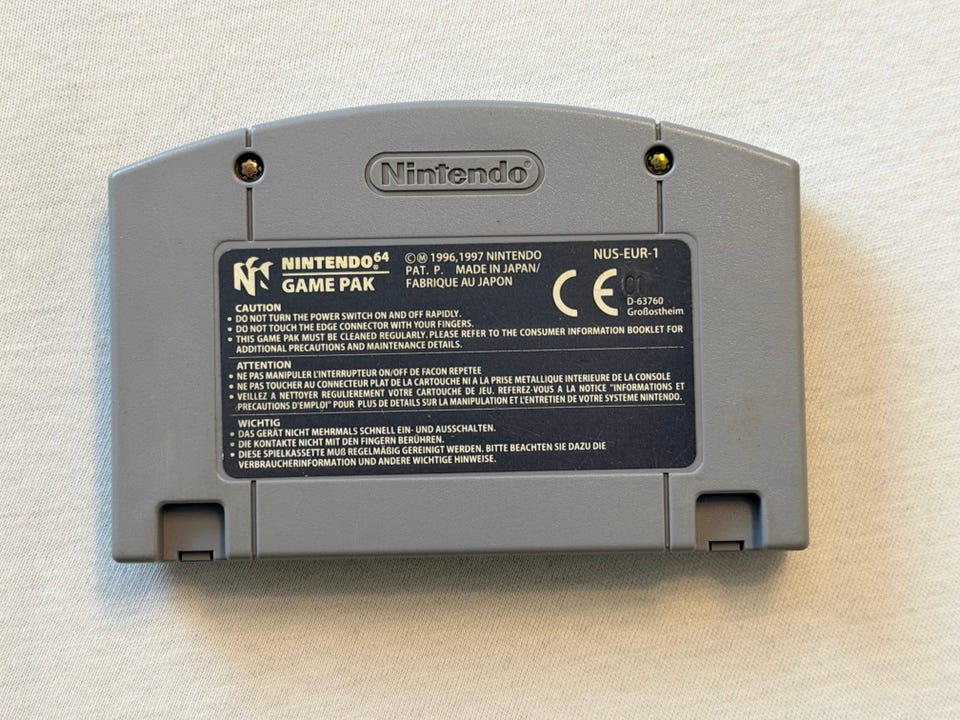 Nintendo®
NINTENDO64
GAME PAK
©Ⓜ 1996,1997 NINTENDO
PAT. P. MADE IN JAPAN/
FABRIQUE AU JAPON
NUS-EUR-1
CE
01
D-63760
Großostheim
CAUTION
• DO NOT TURN THE POWER SWITCH ON AND OFF RAPIDLY.
• DO NOT TOUCH THE EDGE CONNECTOR WITH YOUR FINGERS.
• THIS GAME PAK MUST BE CLEANED REGULARLY. PLEASE REFER TO THE CONSUMER INFORMATION BOOKLET FOR
ADDITIONAL PRECAUTIONS AND MAINTENANCE DETAILS.
ATTENTION
• NE PAS MANIPULER L'INTERRUPTEUR ON/OFF DE FACON REPETEE
• NE PAS TOUCHER AU CONNECTEUR PLAT DE LA CARTOUCHE NI A LA PRISE METALLIQUE INTERIEURE DE LA CONSOLE
• VEILLEZ A NETTOYER REGULIEREMENT VOTRE CARTOUCHE DE JEU. REFEREZ-VOUS A LA NOTICE "INFORMATIONS ET
PRECAUTIONS D'EMPLOI" POUR PLUS DE DETAILS SUR LA MANIPULATION ET L'ENTRETIEN DE VOTRE SYSTEME NINTENDO.
WICHTIG
• DAS GERÄT NICHT MEHRMALS SCHNELL EIN- UND AUSSCHALTEN.
• DIE KONTAKTE NICHT MIT DEN FINGERN BERÜHREN.
• DIESE SPIELKASSETTE MUß REGELMÄßIG GEREINIGT WERDEN. BITTE BEACHTEN SIE DAZU DIE
VERBRAUCHERINFORMATION UND ANDERE WICHTIGE HINWEISE.